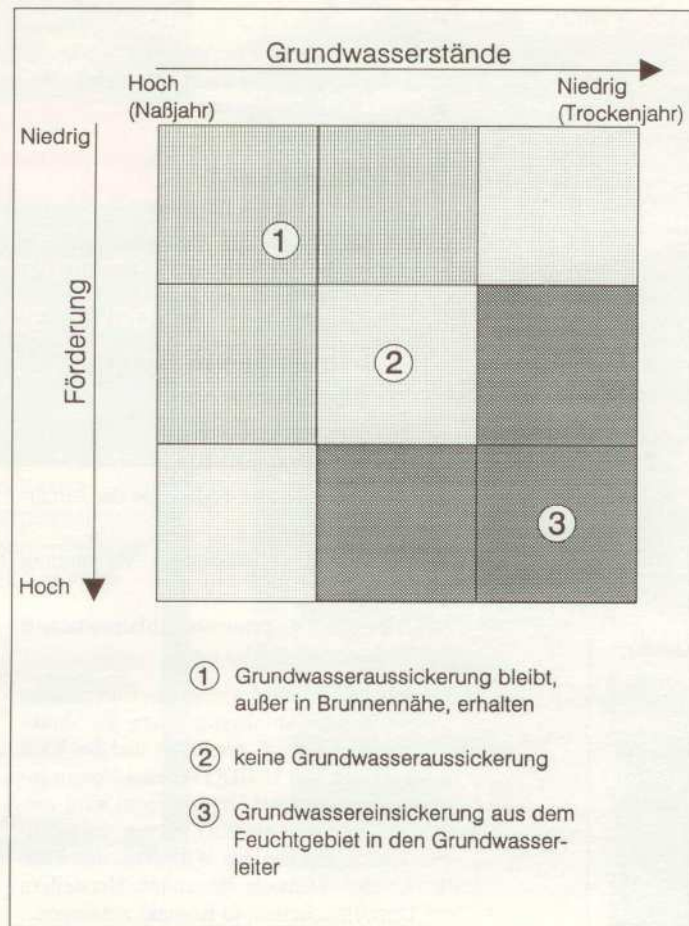 Grundwasserstände
Hoch
(Naßjahr)
Niedrig
(Trockenjahr)
Niedrig
Förderung
Hoch
1
2
3
① Grundwasseraussickerung bleibt,
außer in Brunnennähe, erhalten
② keine Grundwasseraussickerung
③ Grundwassereinsickerung aus dem
Feuchtgebiet in den Grundwasser-
leiter